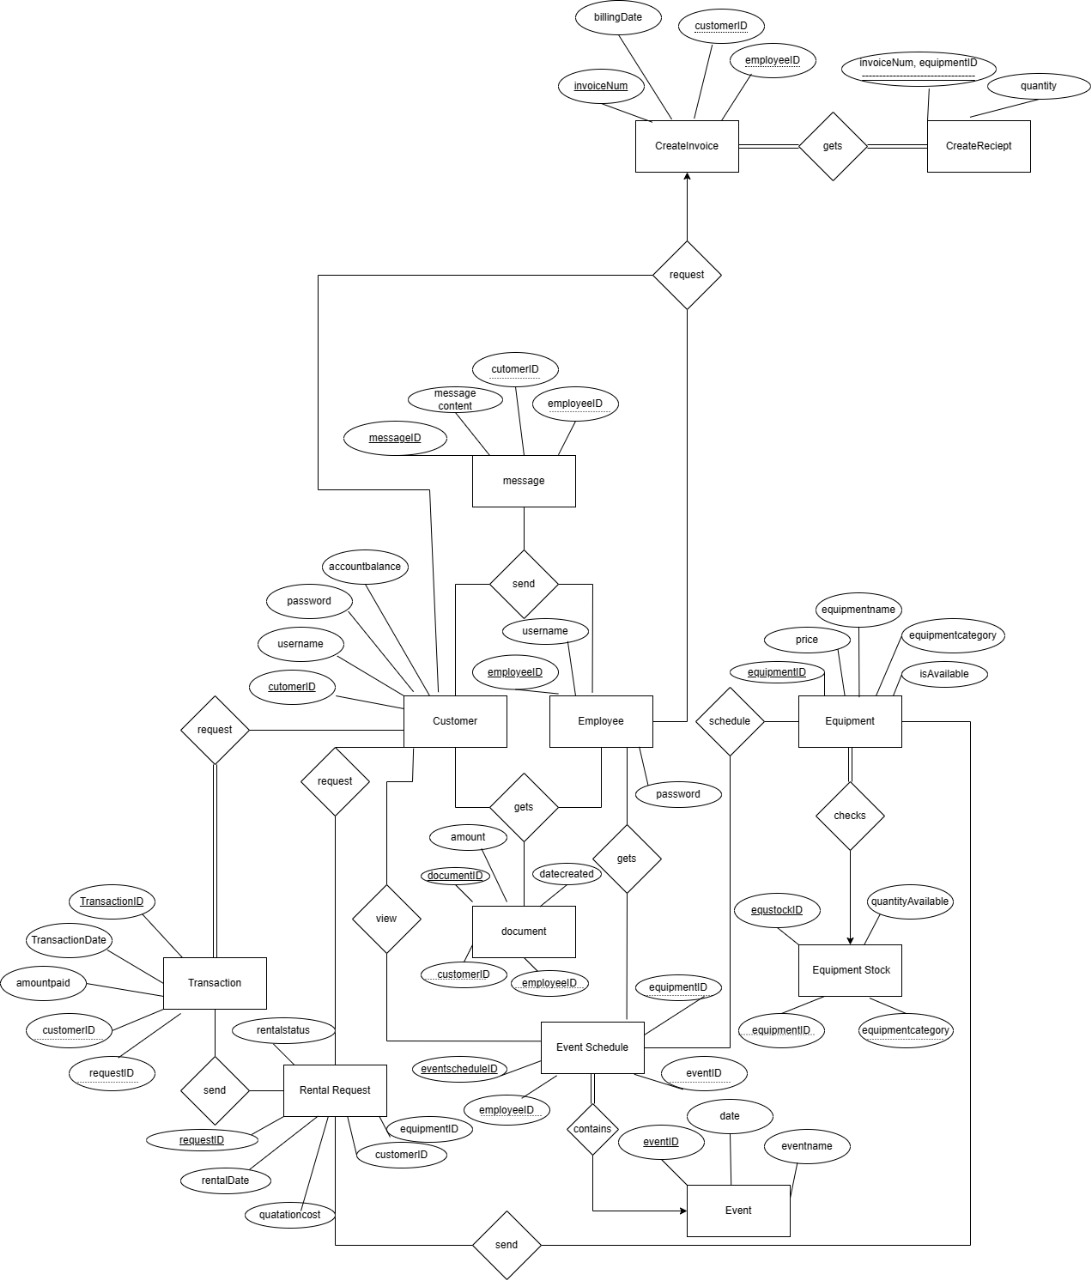 billingDate
customerID
employeeID
invoiceNum, equipmentID
invoiceNum
quantity
CreateInvoice
gets
CreateReciept
request
cutomerID
message
content
employeeID
messageID
message
accountbalance
send
password
equipmentname
username
username
price
equipmentcategory
employeeID
equipmentID
isAvailable
cutomerID
Customer
Employee
schedule
Equipment
request
request
password
gets
checks
amount
gets
documentID
datecreated
TransactionID
equstockID
quantityAvailable
view
document
TransactionDate
Equipment Stock
customerID
employeeID
amountpaid
Transaction
equipmentID
customerID
rentalstatus
equipmentID
equipmentcategory
Event Schedule
requestID
eventscheduleID
eventID
send
Rental Request
employeeID
date
equipmentID
contains
requestID
eventID
eventname
customerID
rentalDate
quatationcost
Event
send